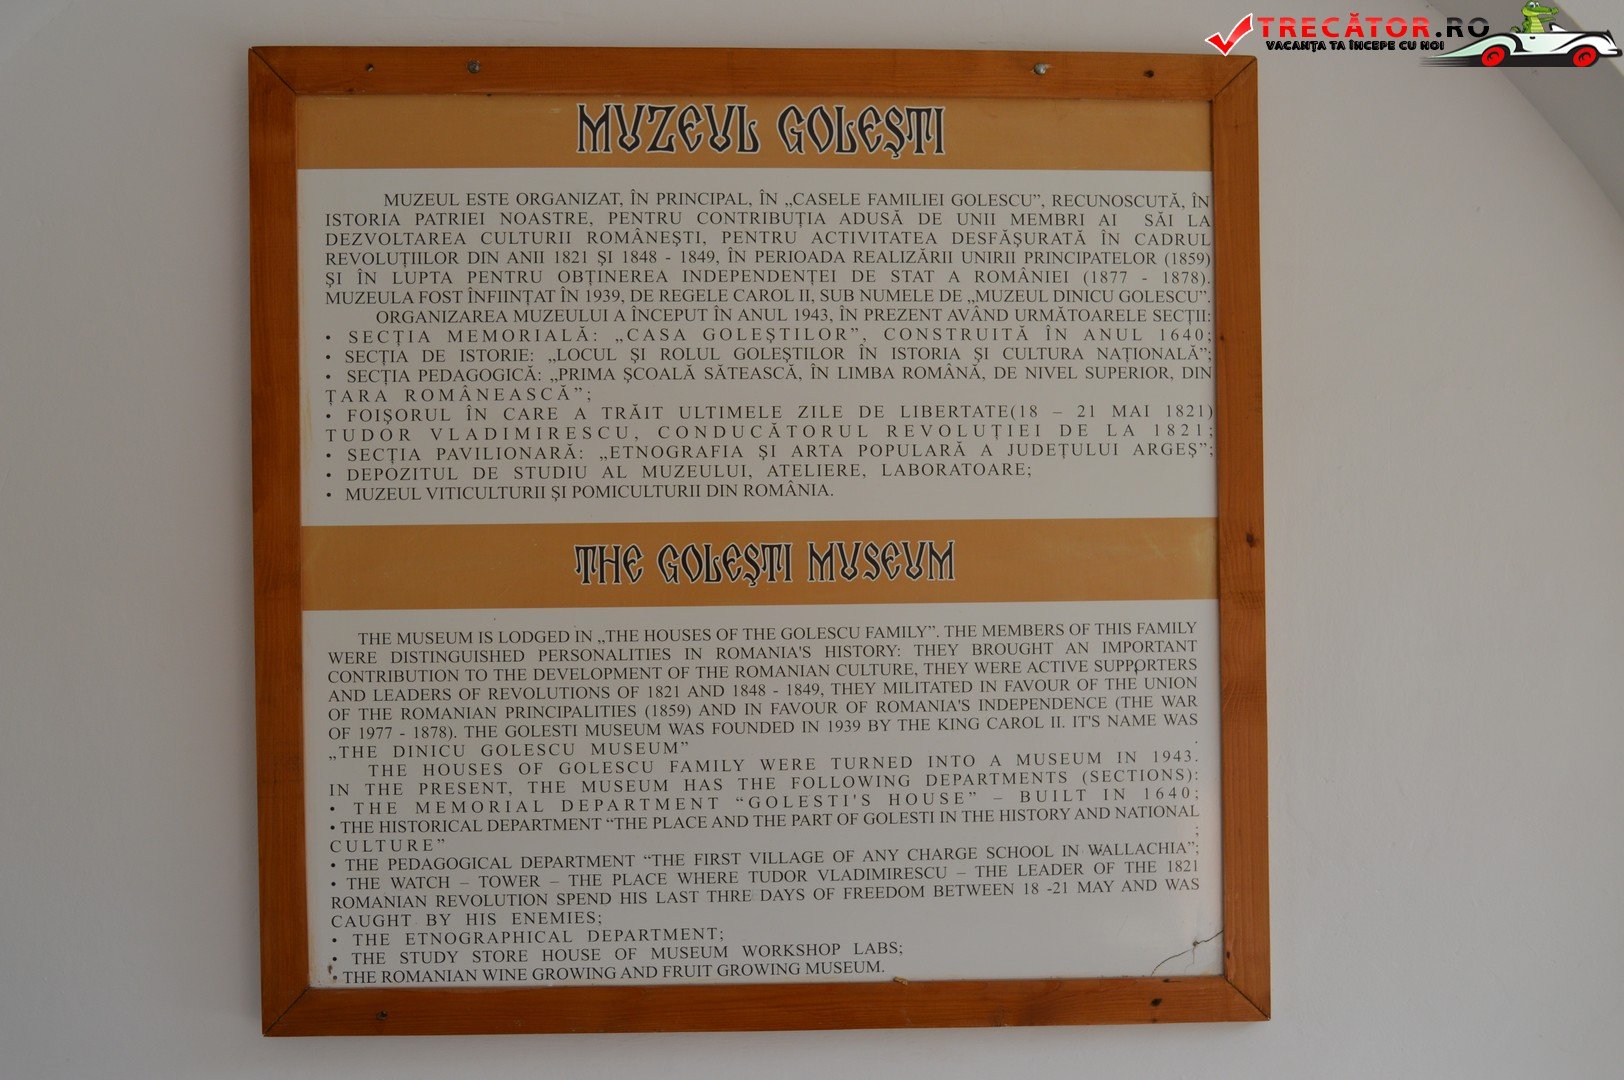 TRECĂTOR.RO
VACANȚA TA ÎNCEPE CU NOI
MUZEUL GOLEȘTI
MUZEUL ESTE ORGANIZAT, ÎN PRINCIPAL, ÎN „CASELE FAMILIEI GOLESCU”, RECUNOSCUTĂ, ÎN
ISTORIA PATRIEI NOASTRE, PENTRU CONTRIBUȚIA ADUSĂ DE UNII MEMBRI AI SĂI LA
DEZVOLTAREA CULTURII ROMÂNEȘTI, PENTRU ACTIVITATEA DESFĂȘURATĂ ÎN CADRUL
REVOLUȚIILOR DIN ANII 1821 ȘI 1848 - 1849, ÎN PERIOADA REALIZĂRII UNIRII PRINCIPATELOR (1859)
ȘI ÎN LUPTA PENTRU OBȚINEREA INDEPENDENȚEI DE STAT A ROMÂNIEI (1877 - 1878).
MUZEULA FOST ÎNFIINȚAT ÎN 1939, DE REGELE CAROL II, SUB NUMELE DE „MUZEUL DINICU GOLESCU”.
ORGANIZAREA MUZEULUI A ÎNCEPUT ÎN ANUL 1943, ÎN PREZENT AVÂND URMĂTOARELE SECȚII:
• SECȚIA MEMORIALĂ: „CASA GOLEȘTILOR”, CONSTRUITĂ ÎN ANUL 1640;
• SECȚIA DE ISTORIE: „LOCUL ȘI ROLUL GOLEȘTILOR ÎN ISTORIA ȘI CULTURA NAȚIONALĂ”;
• SECȚIA PEDAGOGICĂ: „PRIMA ȘCOALĂ SĂTEASCĂ, ÎN LIMBA ROMÂNĂ, DE NIVEL SUPERIOR, DIN
ȚARA ROMÂNEASCĂ”;
• FOIȘORUL ÎN CARE A TRĂIT ULTIMELE ZILE DE LIBERTATE(18 – 21 MAI 1821)
TUDOR VLADIMIRESCU, CONDUCĂTORUL REVOLUȚIEI DE LA 1821;
• SECȚIA PAVILIONARĂ: „ETNOGRAFIA ȘI ARTA POPULARĂ A JUDEȚULUI ARGEȘ”;
• DEPOZITUL DE STUDIU AL MUZEULUI, ATELIERE, LABORATOARE;
• MUZEUL VITICULTURII ȘI POMICULTURII DIN ROMÂNIA.
THE GOLEȘTI MUSEUM
THE MUSEUM IS LODGED IN „THE HOUSES OF THE GOLESCU FAMILY”. THE MEMBERS OF THIS FAMILY
WERE DISTINGUISHED PERSONALITIES IN ROMANIA'S HISTORY: THEY BROUGHT AN IMPORTANT
CONTRIBUTION TO THE DEVELOPMENT OF THE ROMANIAN CULTURE, THEY WERE ACTIVE SUPPORTERS
AND LEADERS OF REVOLUTIONS OF 1821 AND 1848 - 1849, THEY MILITATED IN FAVOUR OF THE UNION
OF THE ROMANIAN PRINCIPALITIES (1859) AND IN FAVOUR OF ROMANIA'S INDEPENDENCE (THE WAR
OF 1977 - 1878). THE GOLESTI MUSEUM WAS FOUNDED IN 1939 BY THE KING CAROL II. IT'S NAME WAS
„THE DINICU GOLESCU MUSEUM” .
THE HOUSES OF GOLESCU FAMILY WERE TURNED INTO A MUSEUM IN 1943.
IN THE PRESENT, THE MUSEUM HAS THE FOLLOWING DEPARTMENTS (SECTIONS):
• THE MEMORIAL DEPARTMENT “GOLESTI'S HOUSE” – BUILT IN 1640;
• THE HISTORICAL DEPARTMENT “THE PLACE AND THE PART OF GOLESTI IN THE HISTORY AND NATIONAL
CULTURE” ;
• THE PEDAGOGICAL DEPARTMENT “THE FIRST VILLAGE OF ANY CHARGE SCHOOL IN WALLACHIA”;
• THE WATCH – TOWER – THE PLACE WHERE TUDOR VLADIMIRESCU – THE LEADER OF THE 1821
ROMANIAN REVOLUTION SPEND HIS LAST THRE DAYS OF FREEDOM BETWEEN 18 -21 MAY AND WAS
CAUGHT BY HIS ENEMIES;
• THE ETNOGRAPHICAL DEPARTMENT;
• THE STUDY STORE HOUSE OF MUSEUM WORKSHOP LABS;
• THE ROMANIAN WINE GROWING AND FRUIT GROWING MUSEUM.